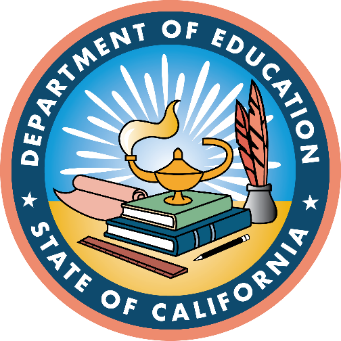 DEPARTMENT OF EDUCATION
STATE OF CALIFORNIA